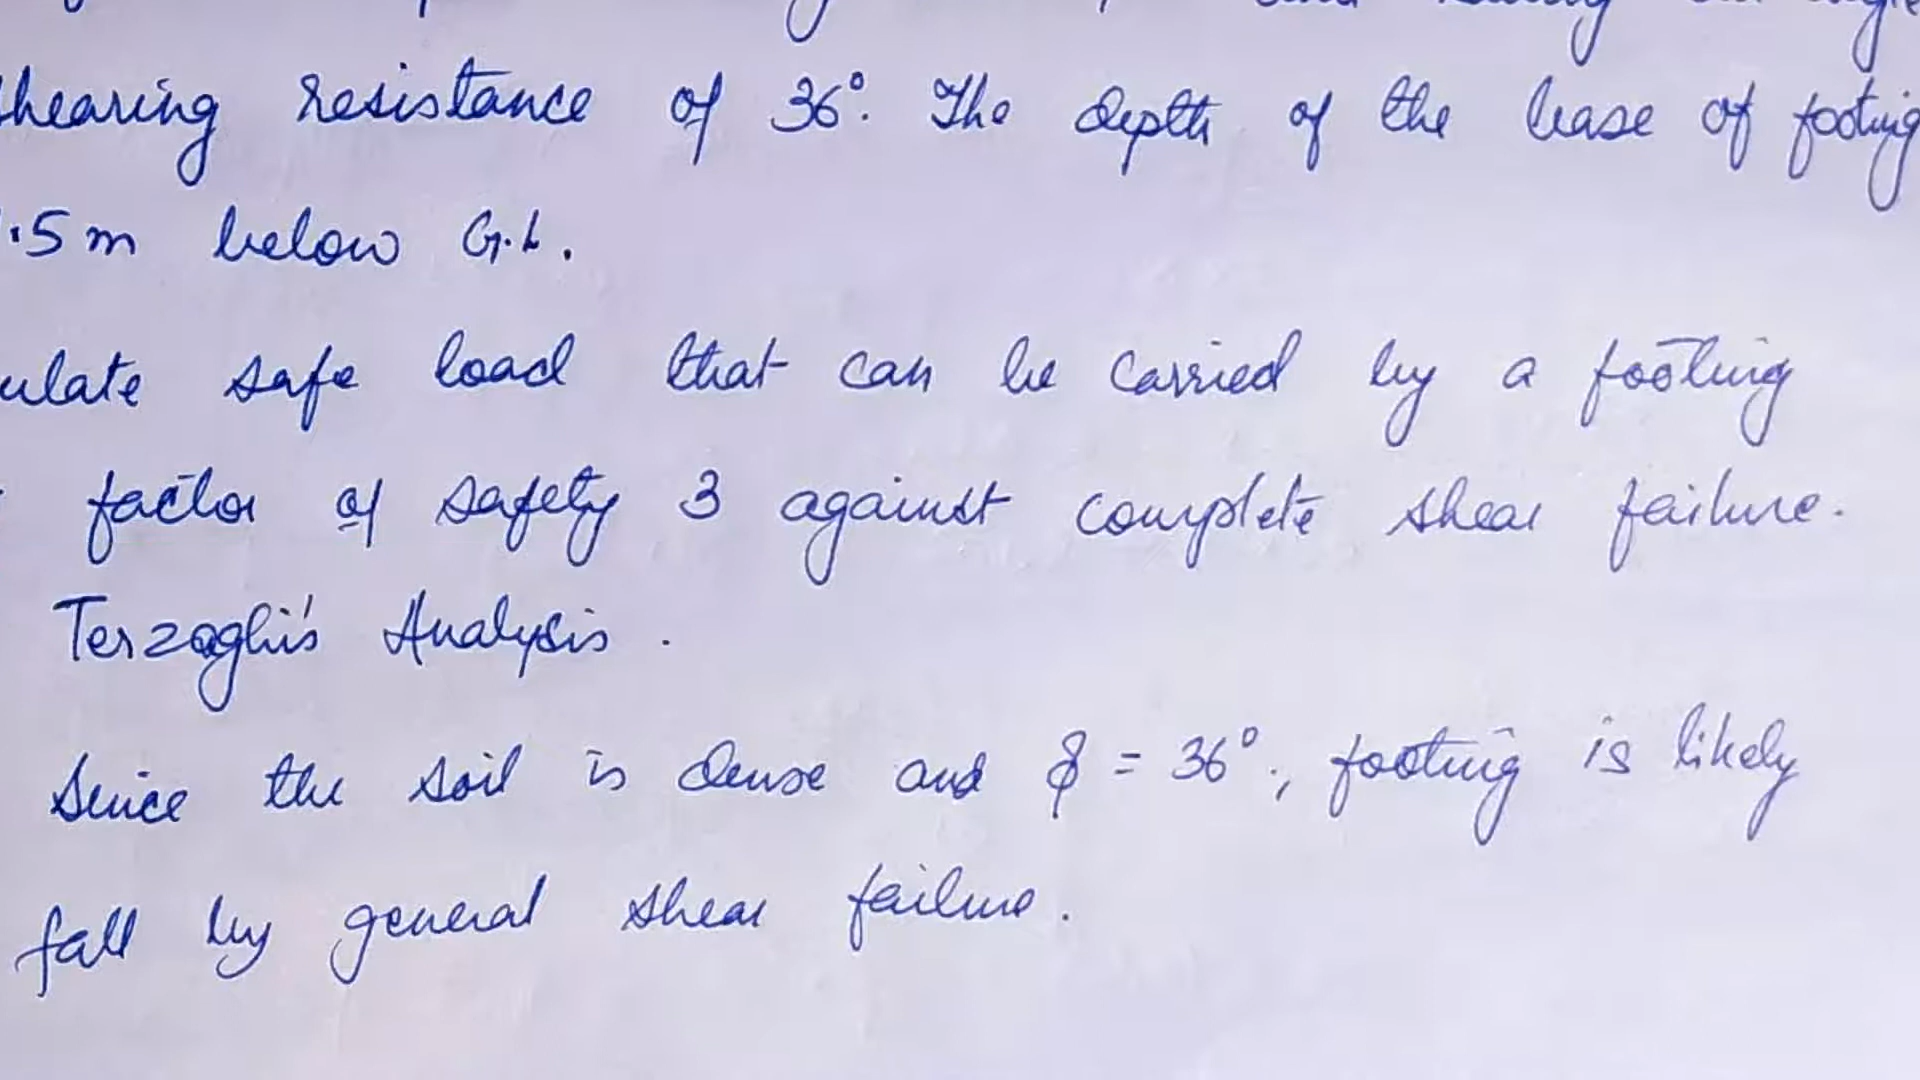 shearing resistance of 36°. The depth of the base of footing
.5 m below G.L.
ulate safe load that can be carried by a footing
factor of safety 3 against complete shear failure.
Terzaghi's Analysis.
Since the soil is dense and ϕ = 36°., footing is likely
fall by general shear failure.